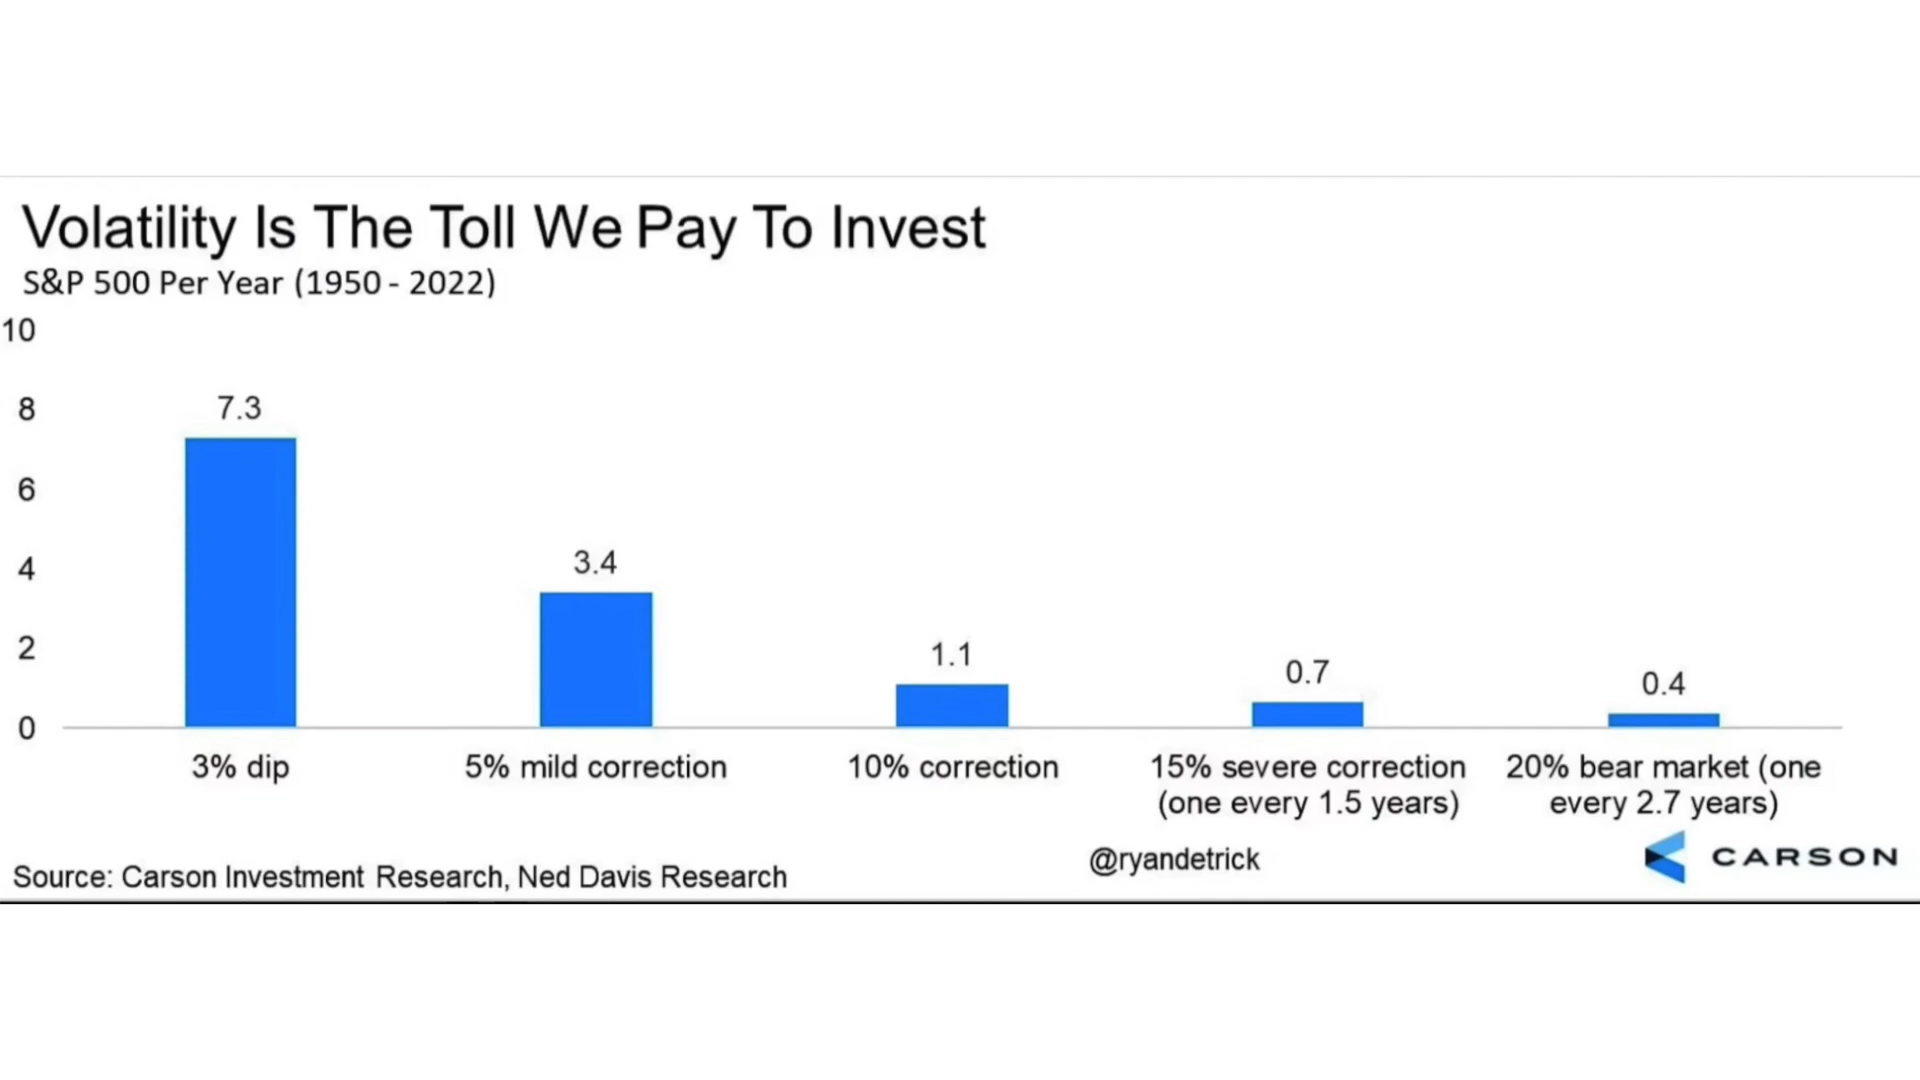 Volatility Is The Toll We Pay To Invest
S&P 500 Per Year (1950 - 2022)
10
8
6
4
2
0
7.3
3.4
1.1
0.7
0.4
3% dip
5% mild correction
10% correction
15% severe correction
(one every 1.5 years)
20% bear market (one
every 2.7 years)
Source: Carson Investment Research, Ned Davis Research
@ryandetrick
CARSON